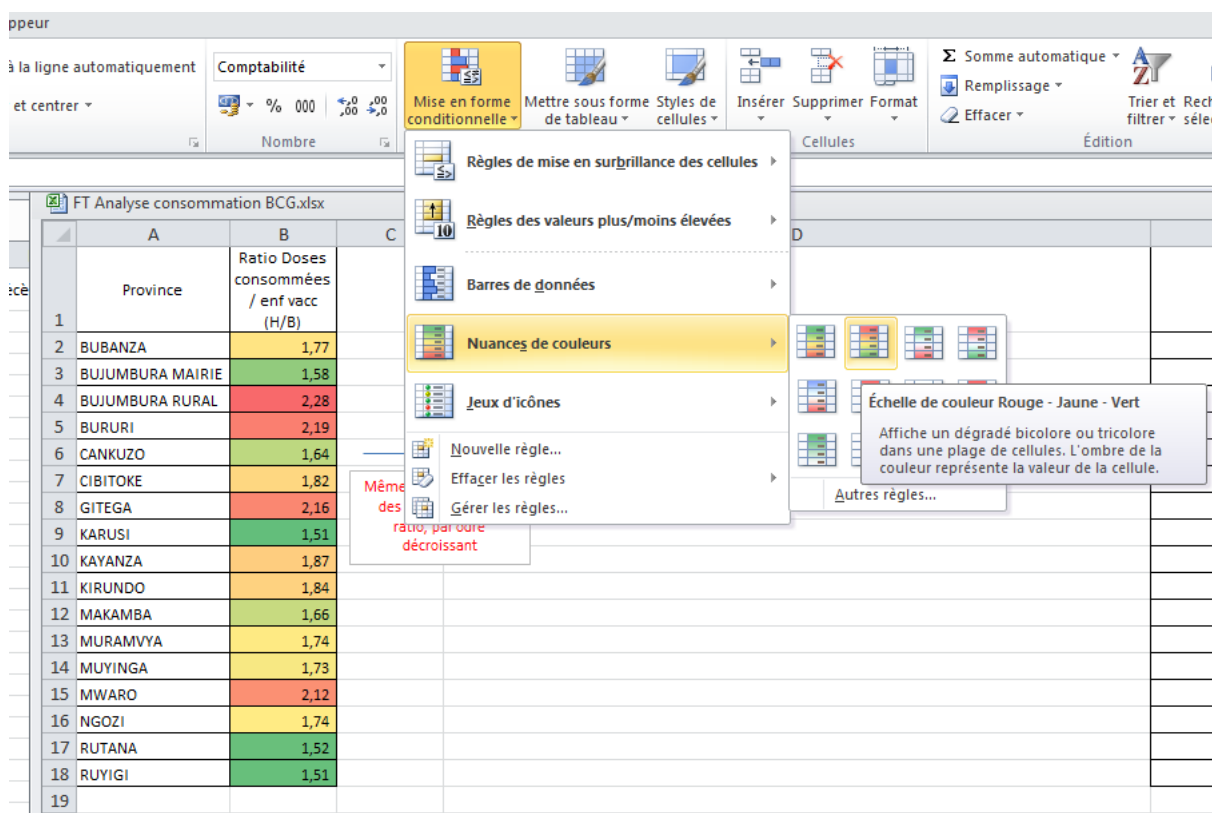 ppeur
à la ligne automatiquement
Comptabilité
et centrer
% 000
Mise en forme conditionnelle
Mettre sous forme de tableau
Styles de cellules
Insérer Supprimer Format
Σ Somme automatique
Remplissage
Effacer
Trier et filtrer
Nombre
Cellules
Édition
FT Analyse consommation BCG.xlsx
A B C D
1 Province Ratio Doses consommées / enf vacc (H/B)
2 BUBANZA 1,77
3 BUJUMBURA MAIRIE 1,58
4 BUJUMBURA RURAL 2,28
5 BURURI 2,19
6 CANKUZO 1,64
7 CIBITOKE 1,82
8 GITEGA 2,16
9 KARUSI 1,51
10 KAYANZA 1,87
11 KIRUNDO 1,84
12 MAKAMBA 1,66
13 MURAMVYA 1,74
14 MUYINGA 1,73
15 MWARO 2,12
16 NGOZI 1,74
17 RUTANA 1,52
18 RUYIGI 1,51
19
Même
des
ratio, par odre
décroissant
Règles de mise en surbrillance des cellules
Règles des valeurs plus/moins élevées
Barres de données
Nuances de couleurs
Jeux d'icônes
Nouvelle règle...
Effacer les règles
Gérer les règles...
Échelle de couleur Rouge - Jaune - Vert
Affiche un dégradé bicolore ou tricolore
dans une plage de cellules. L'ombre de la
couleur représente la valeur de la cellule.
Autres règles...